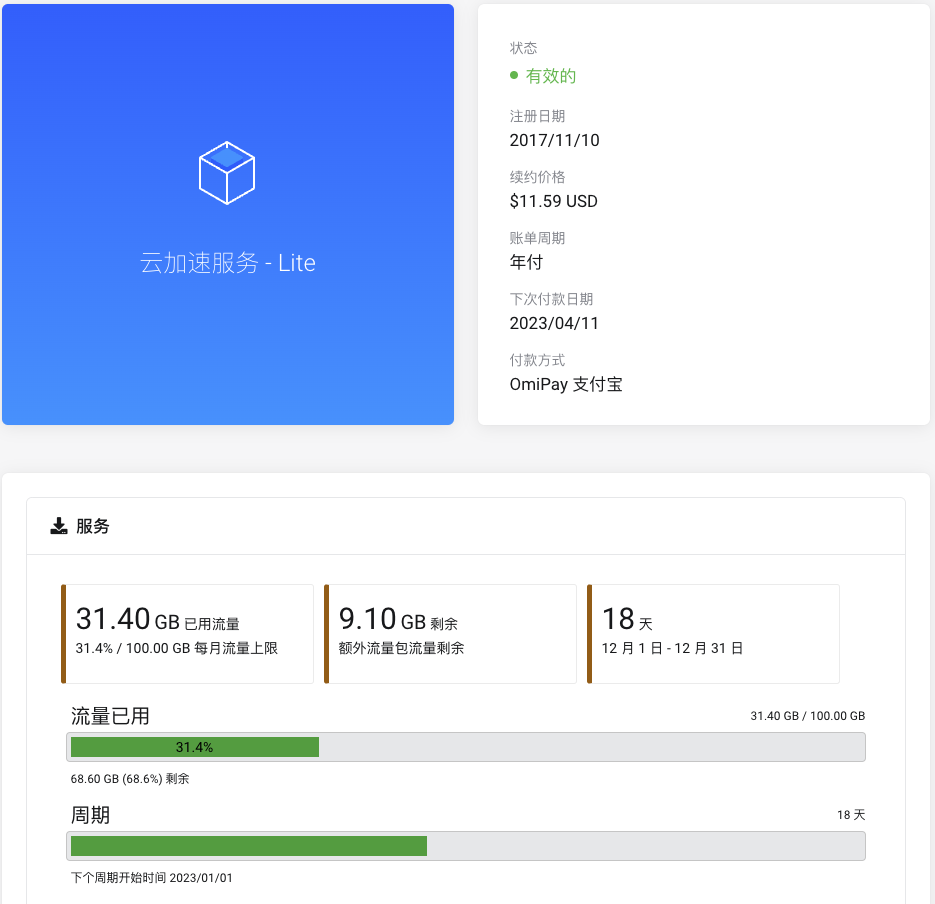 云加速服务 - Lite
状态
有效的
注册日期
2017/11/10
续约价格
$11.59 USD
账单周期
年付
下次付款日期
2023/04/11
付款方式
OmiPay 支付宝
服务
31.40 GB 已用流量
31.4% / 100.00 GB 每月流量上限
9.10 GB 剩余
额外流量包流量剩余
18 天
12 月 1 日 - 12 月 31 日
流量已用
31.40 GB / 100.00 GB
31.4%
68.60 GB (68.6%) 剩余
周期
18 天
下个周期开始时间 2023/01/01